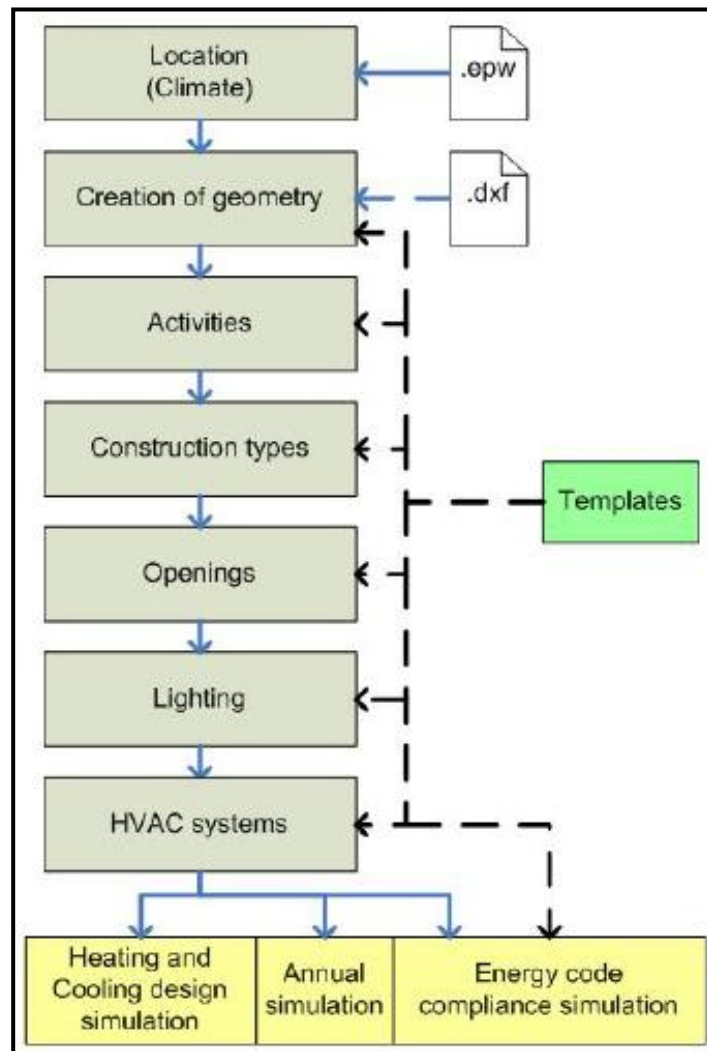 Location
(Climate)
.epw
Creation of geometry
.dxf
Activities
Construction types
Templates
Openings
Lighting
HVAC systems
Heating and
Cooling design
simulation
Annual
simulation
Energy code
compliance simulation